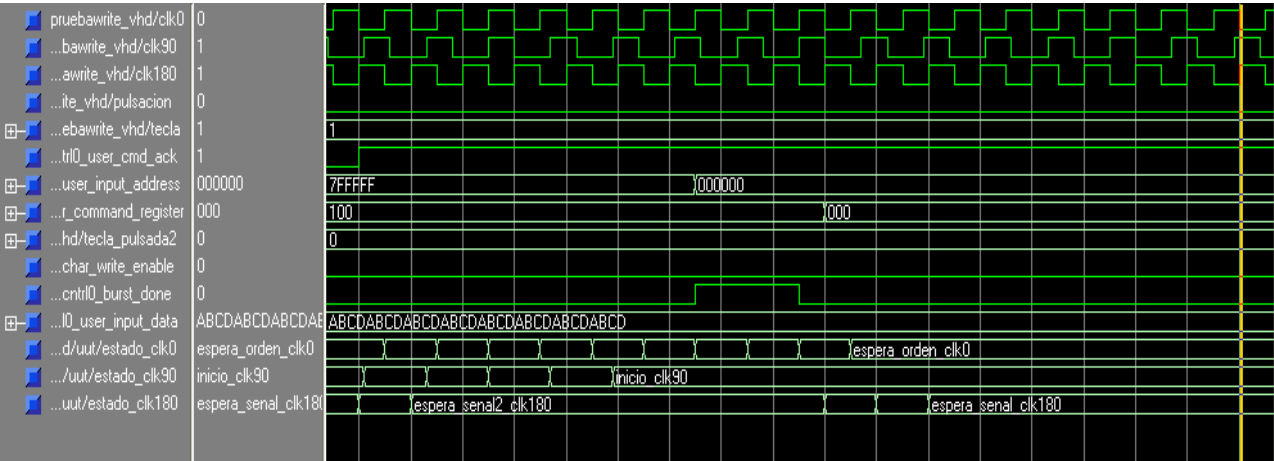 pruebawrite_vhd/clk0 0
...bawrite_vhd/clk90 1
...awrite_vhd/clk180 1
...ite_vhd/pulsacion 0
...ebawrite_vhd/tecla 1 1
...trl0_user_cmd_ack 1
...user_input_address 000000 7FFFFF 000000
...r_command_register 000 100 000
...hd/tecla_pulsada2 0 0
...char_write_enable 0
...cntrl0_burst_done 0
...l0_user_input_data ABCDABCDABCDAE ABCDABCDABCDABCDABCDABCDABCDABCD
...d/uut/estado_clk0 espera_orden_clk0 espera_orden_clk0
.../uut/estado_clk90 inicio_clk90 inicio_clk90
...uut/estado_clk180 espera_senal_clk180 espera_senal2_clk180 espera_senal_clk180